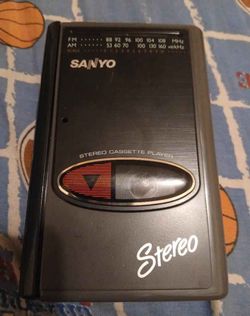 FM 88 92 96 100 104 108 MHz
AM 53 60 70 100 130 160 ×10kHz
SANYO
STEREO CASSETTE PLAYER
Stereo